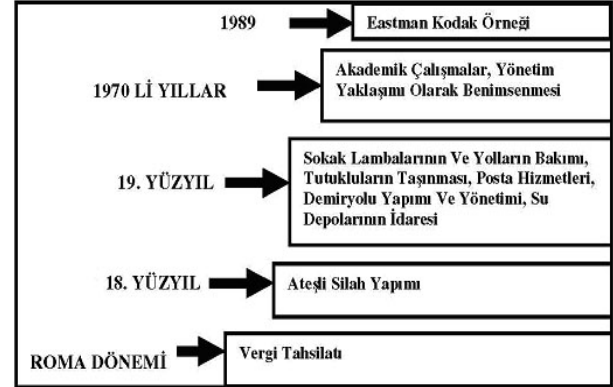 1989
Eastman Kodak Örneği
1970 Lİ YILLAR
Akademik Çalışmalar, Yönetim
Yaklaşımı Olarak Benimsenmesi
19. YÜZYIL
Sokak Lambalarının Ve Yolların Bakımı,
Tutukluların Taşınması, Posta Hizmetleri,
Demiryolu Yapımı Ve Yönetimi, Su
Depolarının İdaresi
18. YÜZYIL
Ateşli Silah Yapımı
ROMA DÖNEMİ
Vergi Tahsilatı